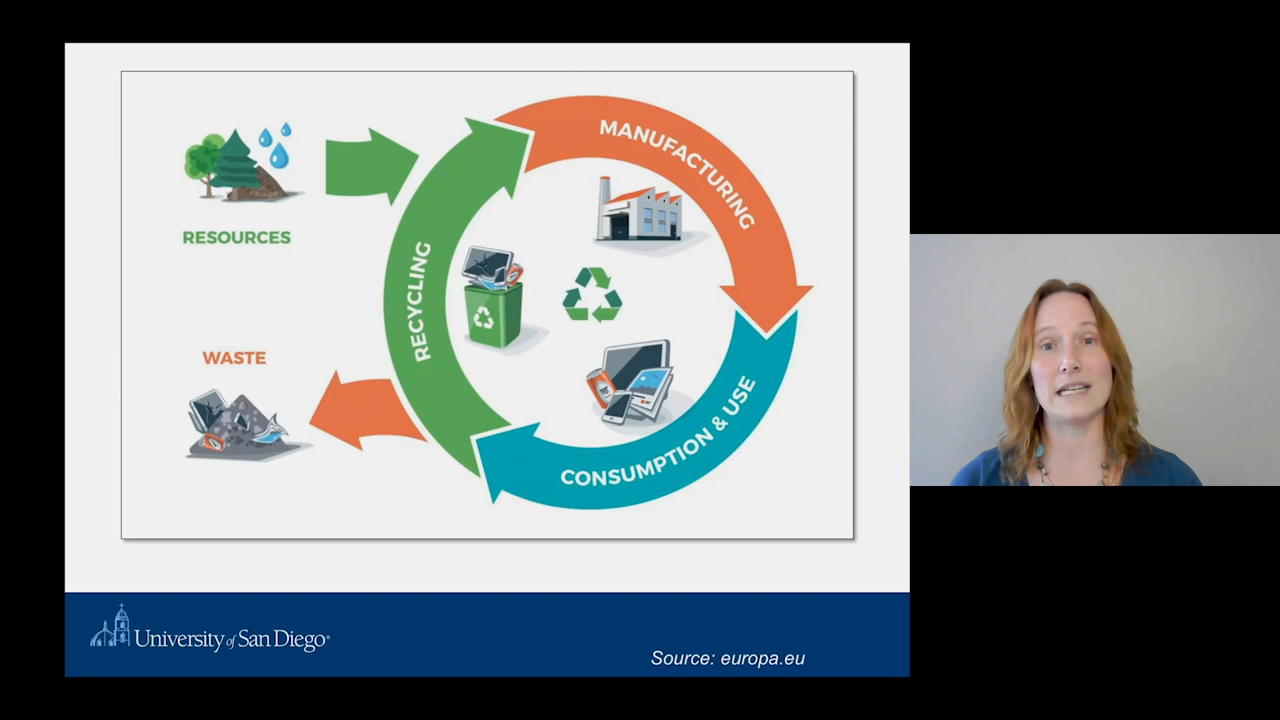 MANUFACTURING
RESOURCES
RECYCLING
WASTE
CONSUMPTION & USE
University of San Diego®
Source: europa.eu